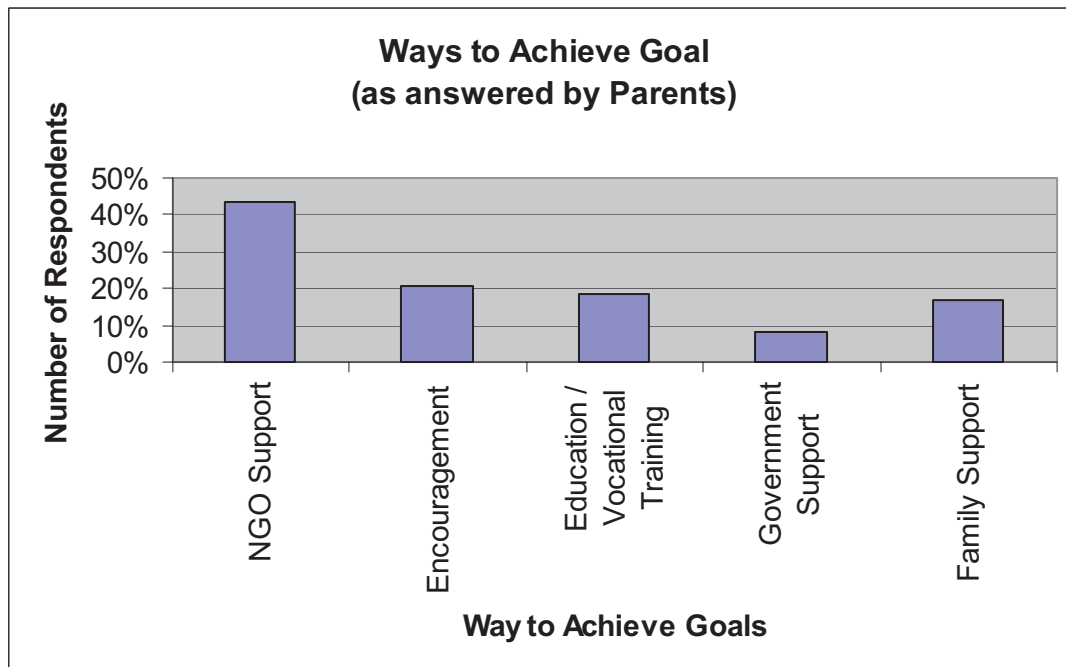 Ways to Achieve Goal
(as answered by Parents)
Number of Respondents
50%
40%
30%
20%
10%
0%
NGO Support
Encouragement
Education /
Vocational
Training
Government
Support
Family Support
Way to Achieve Goals